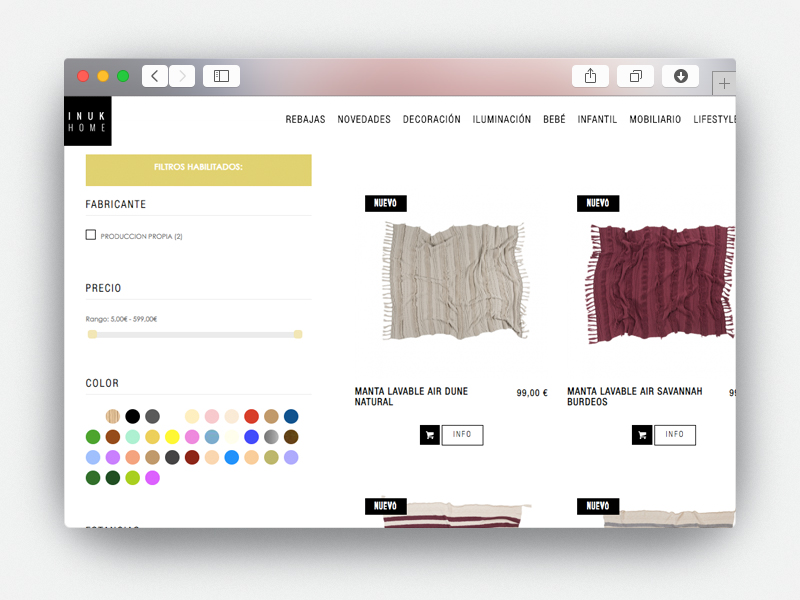 INUK
HOME
REBAJAS NOVEDADES DECORACIÓN ILUMINACIÓN BEBÉ INFANTIL MOBILIARIO LIFESTYLE
FILTROS HABILITADOS:
FABRICANTE
PRODUCCION PROPIA (2)
PRECIO
Rango: 5,00€ - 599,00€
COLOR
NUEVO
MANTA LAVABLE AIR DUNE
NATURAL
99,00 €
INFO
NUEVO
MANTA LAVABLE AIR SAVANNAH
BURDEOS
99
INFO
NUEVO
NUEVO